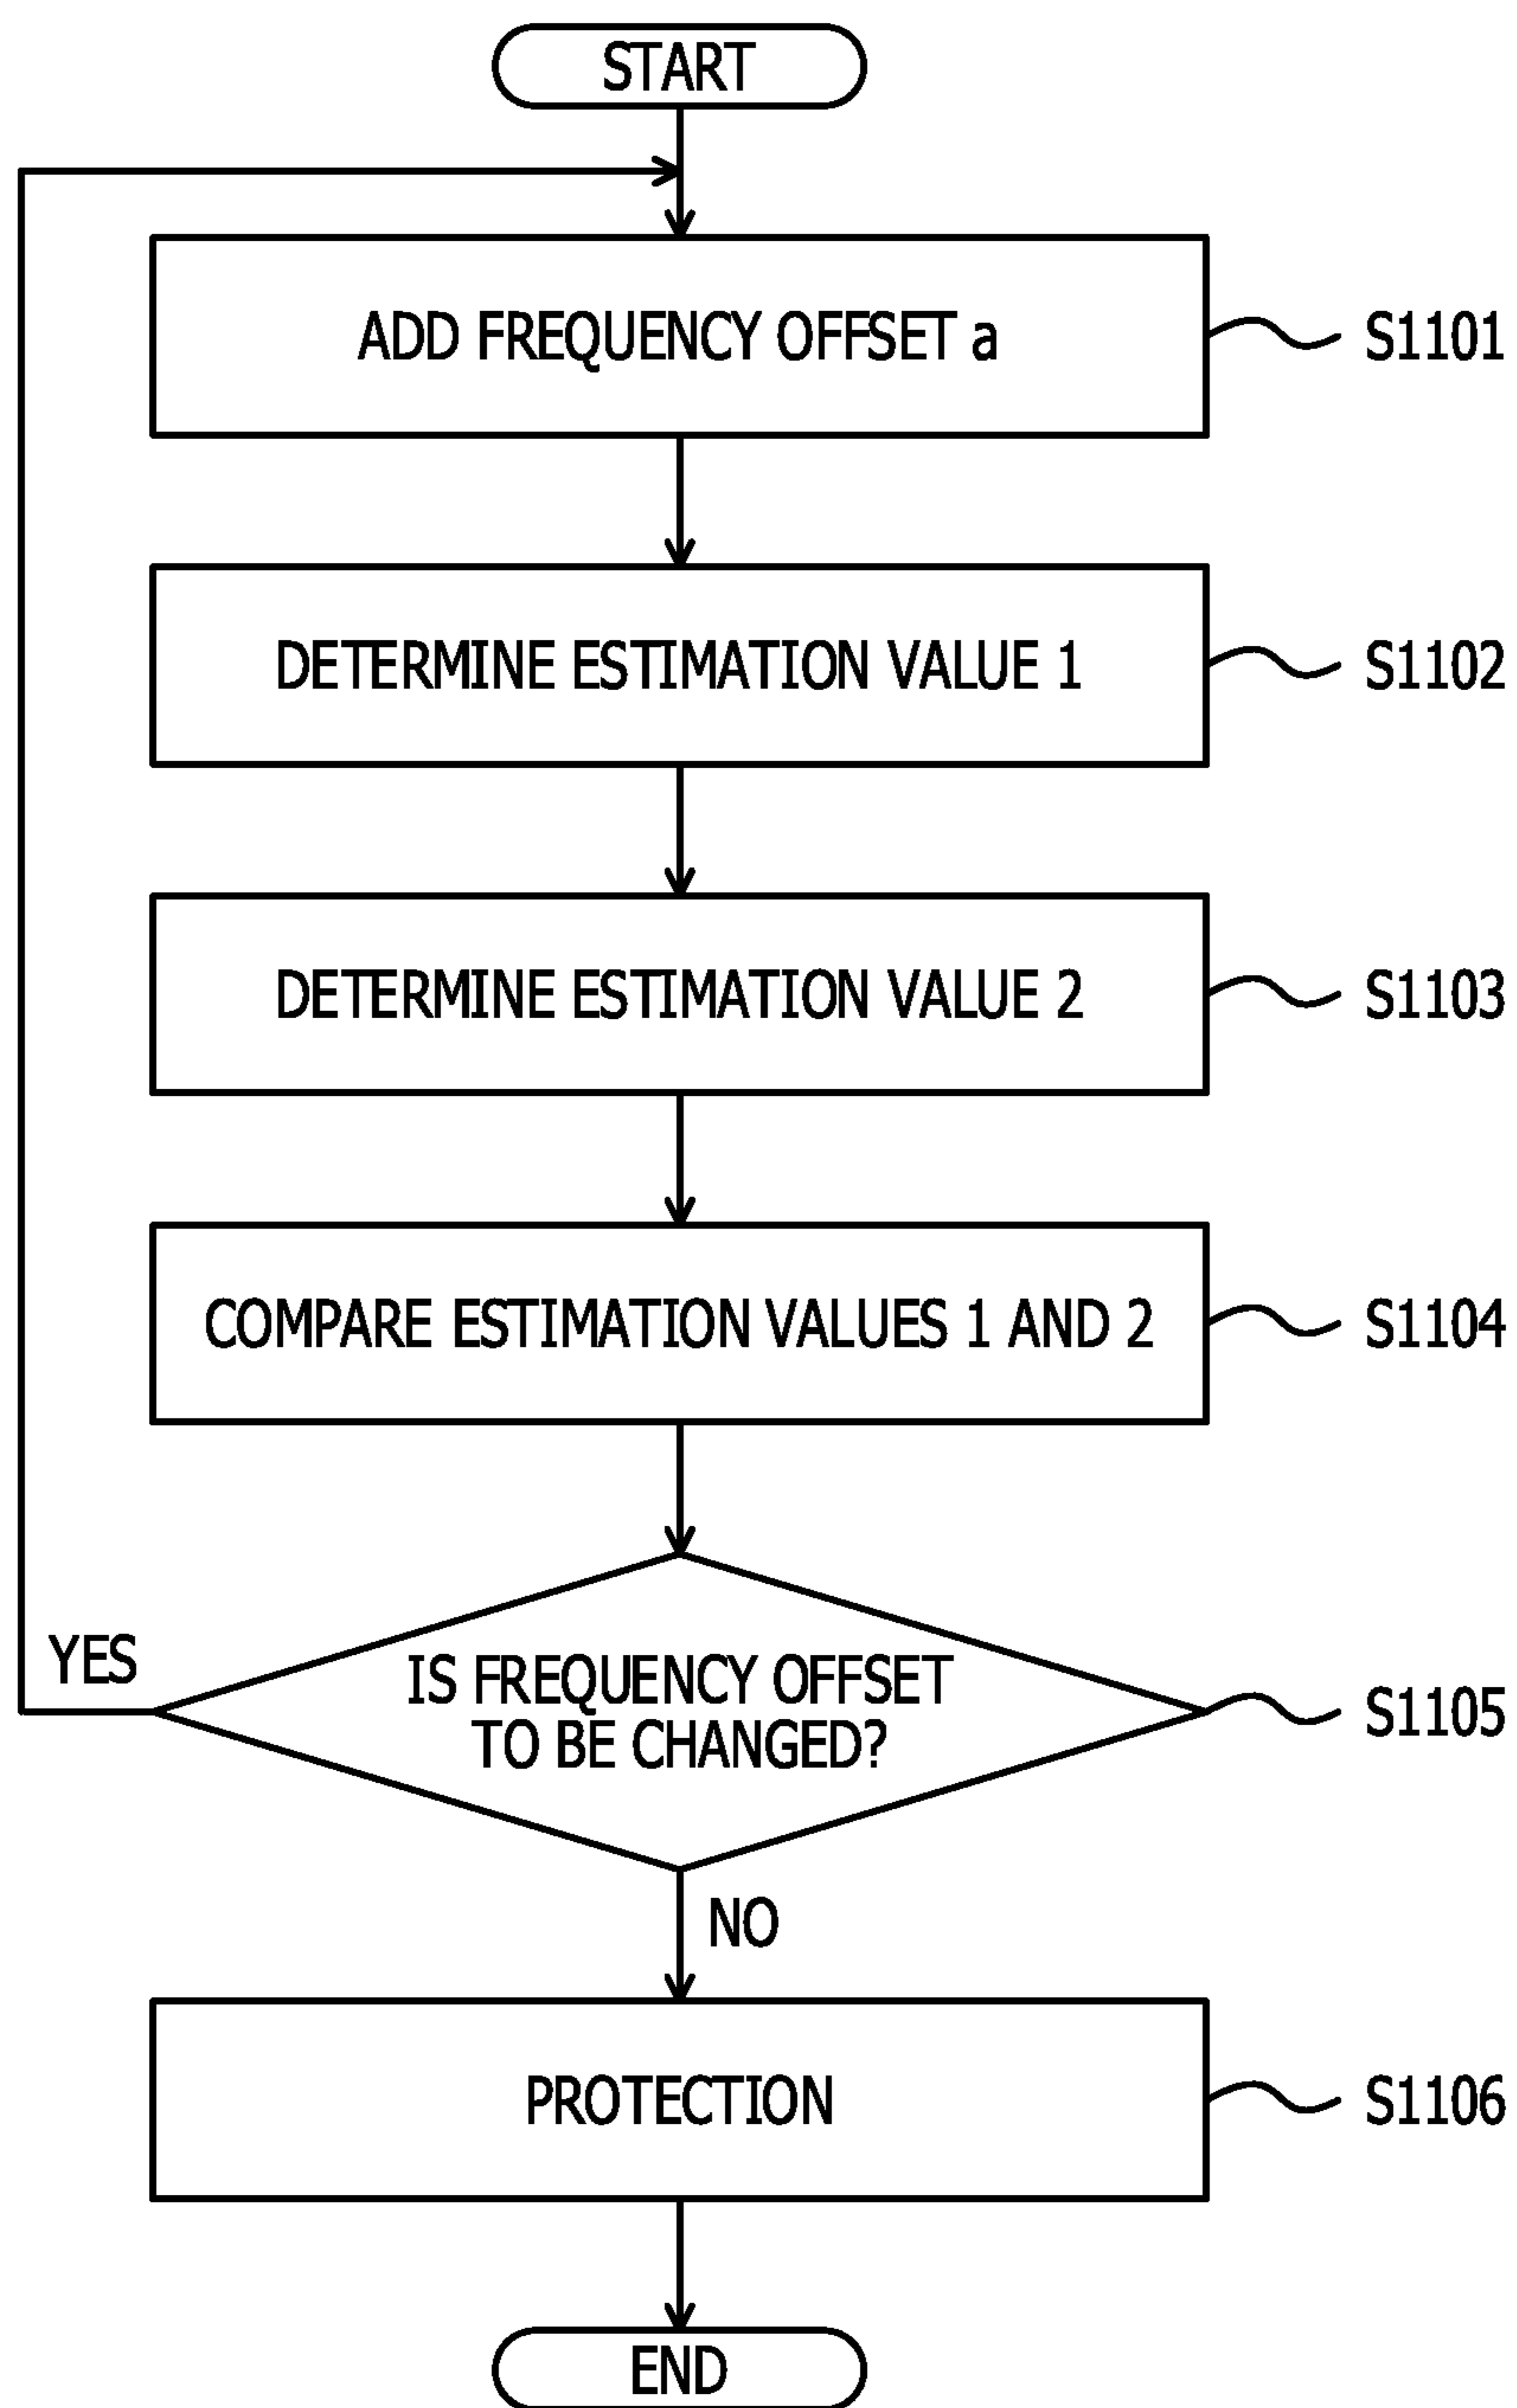 START
ADD FREQUENCY OFFSET a
S1101
DETERMINE ESTIMATION VALUE 1
S1102
DETERMINE ESTIMATION VALUE 2
S1103
COMPARE ESTIMATION VALUES 1 AND 2
S1104
YES
IS FREQUENCY OFFSET
TO BE CHANGED?
S1105
NO
PROTECTION
S1106
END